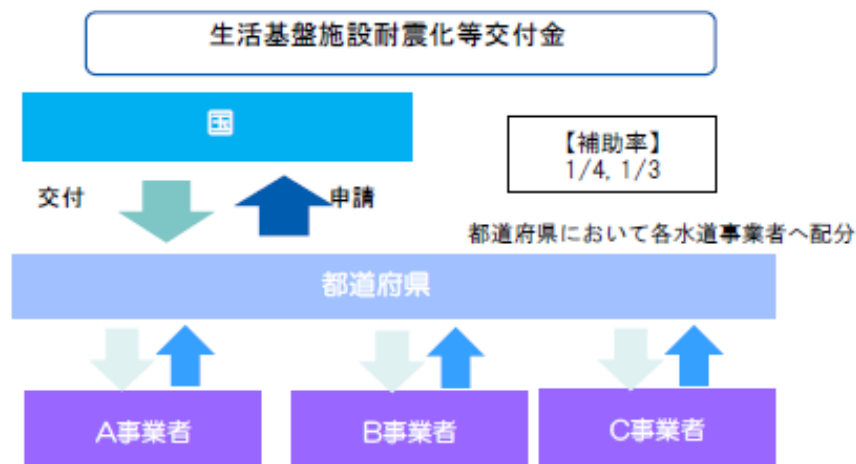 生活基盤施設耐震化等交付金
国
【補助率】
1/4, 1/3
交付
申請
都道府県において各水道事業者へ配分
都道府県
A事業者
B事業者
C事業者